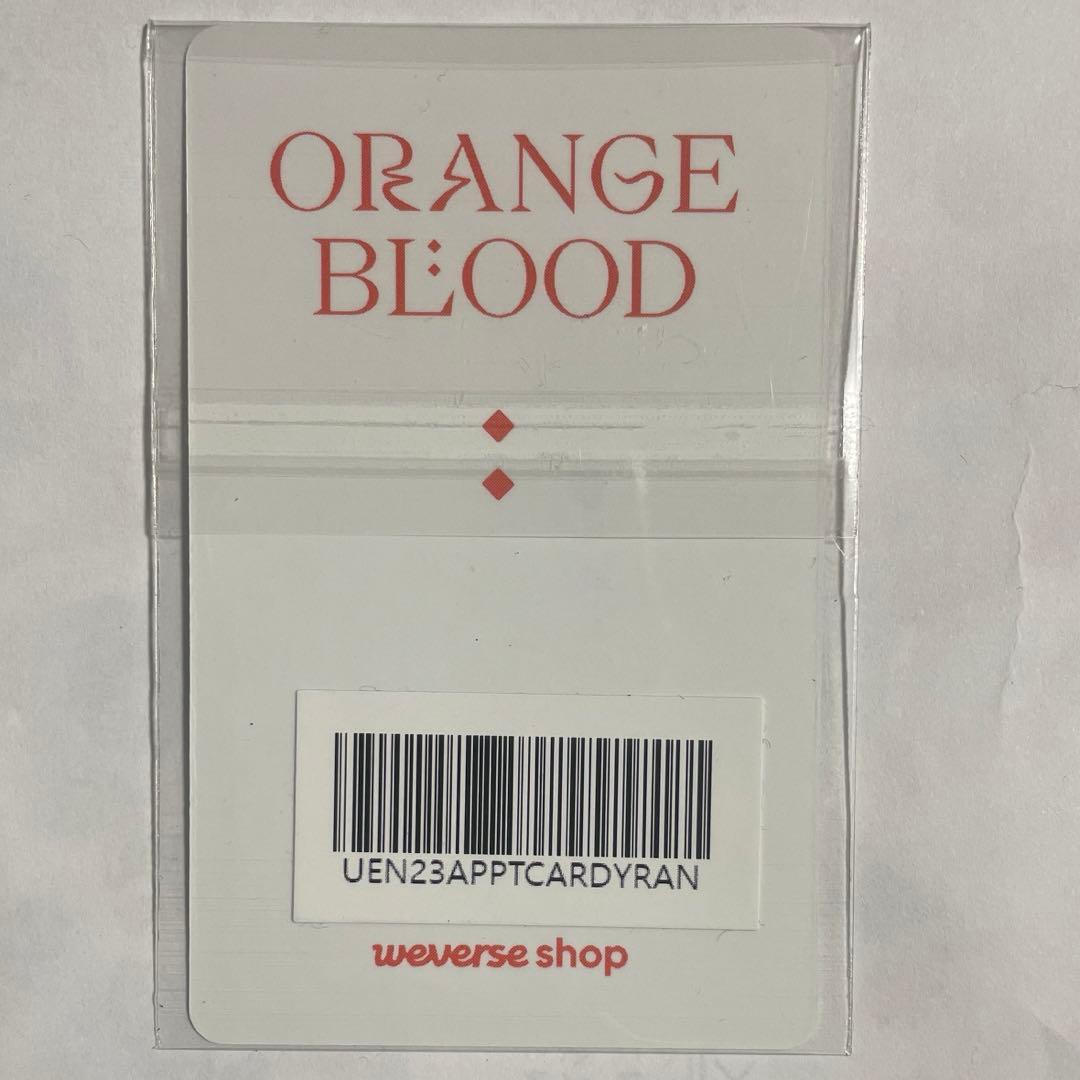 ORANGE
BLOOD
UEN23APPTCARDYRAN
weverse shop